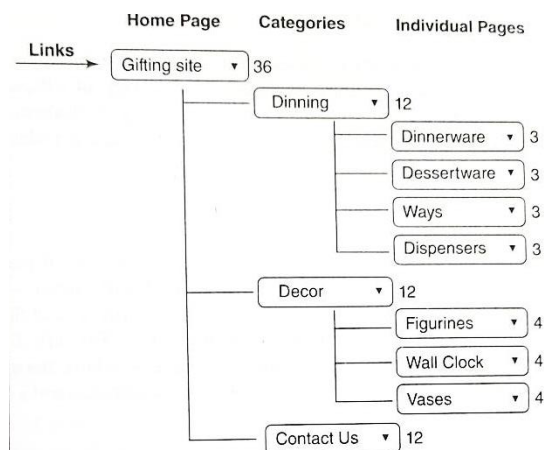 Home Page Categories Individual Pages
Links
Gifting site ▾ 36
Dinning ▾ 12
Dinnerware ▾ 3
Dessertware ▾ 3
Ways ▾ 3
Dispensers ▾ 3
Decor ▾ 12
Figurines ▾ 4
Wall Clock ▾ 4
Vases ▾ 4
Contact Us ▾ 12